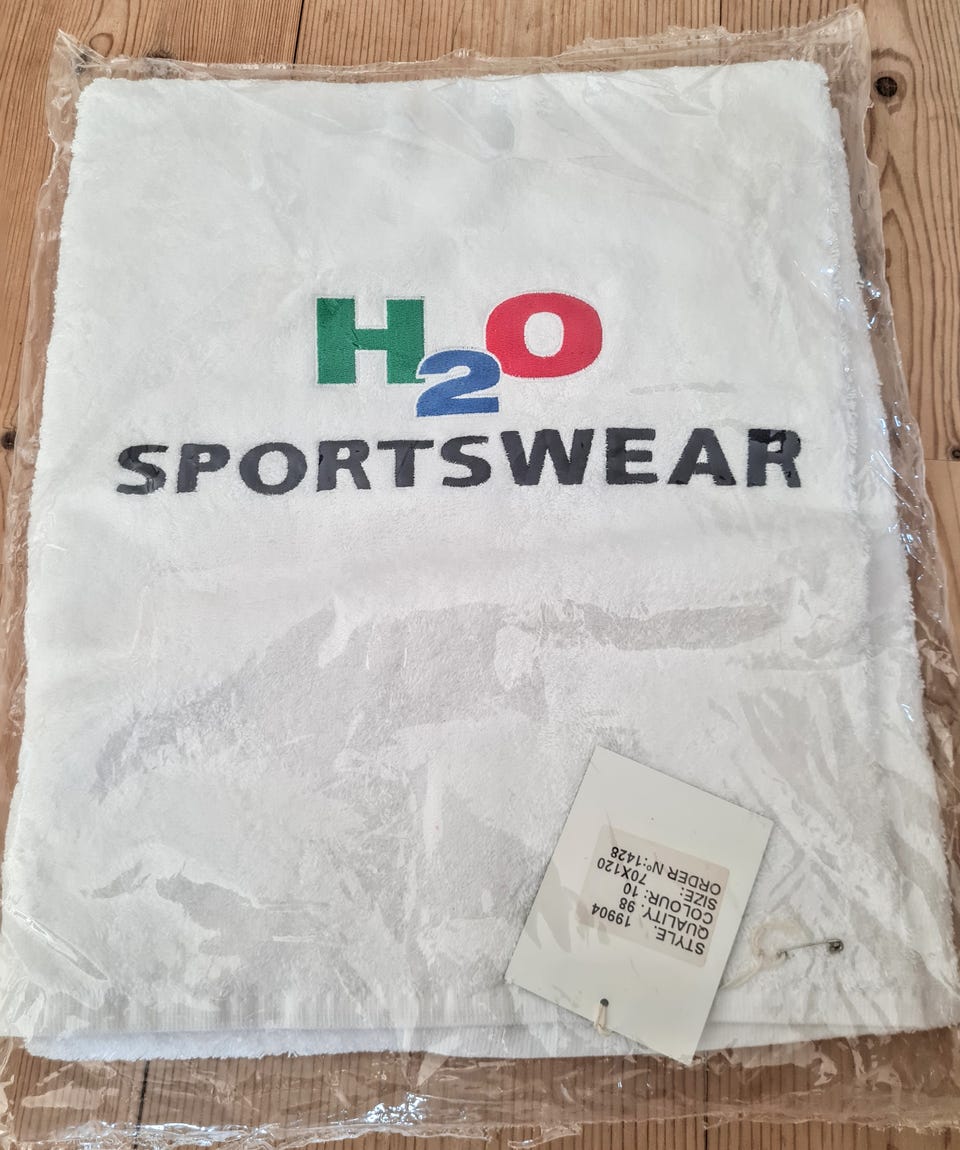 H2O
SPORTSWEAR
STYLE. 19904
QUALITY. 98
COLOUR: 10
SIZE: 70X120
ORDER Nº:1428